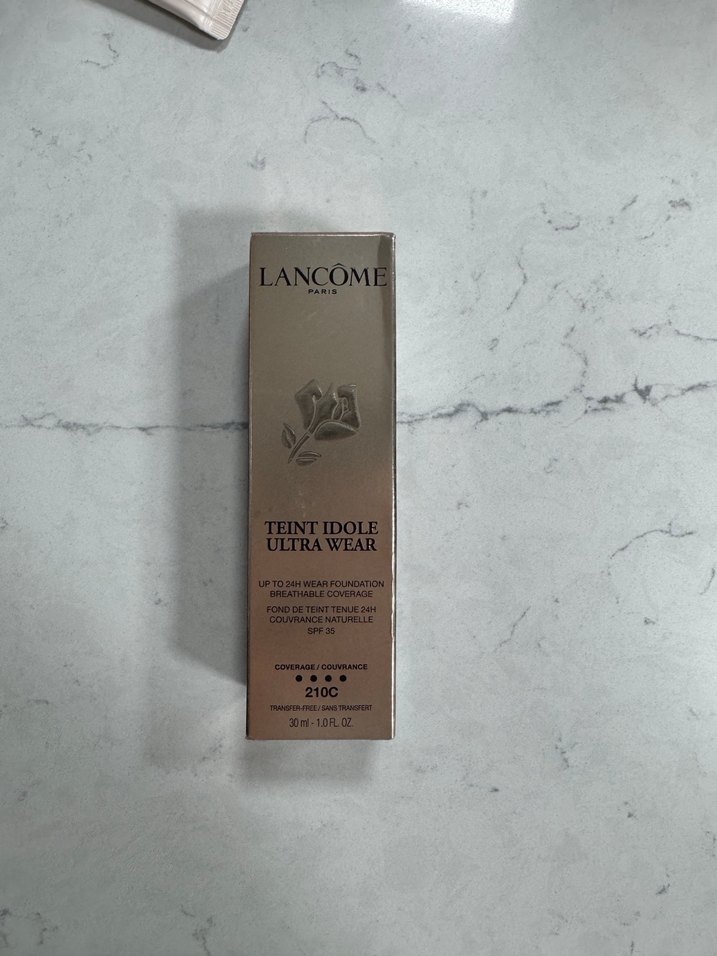 LANCÔME
PARIS
TEINT IDOLE
ULTRA WEAR
UP TO 24H WEAR FOUNDATION
BREATHABLE COVERAGE
FOND DE TEINT TENUE 24H
COUVRANCE NATURELLE
SPF 35
COVERAGE / COUVRANCE
210C
TRANSFER-FREE / SANS TRANSFERT
30 ml - 1.0 FL. OZ.